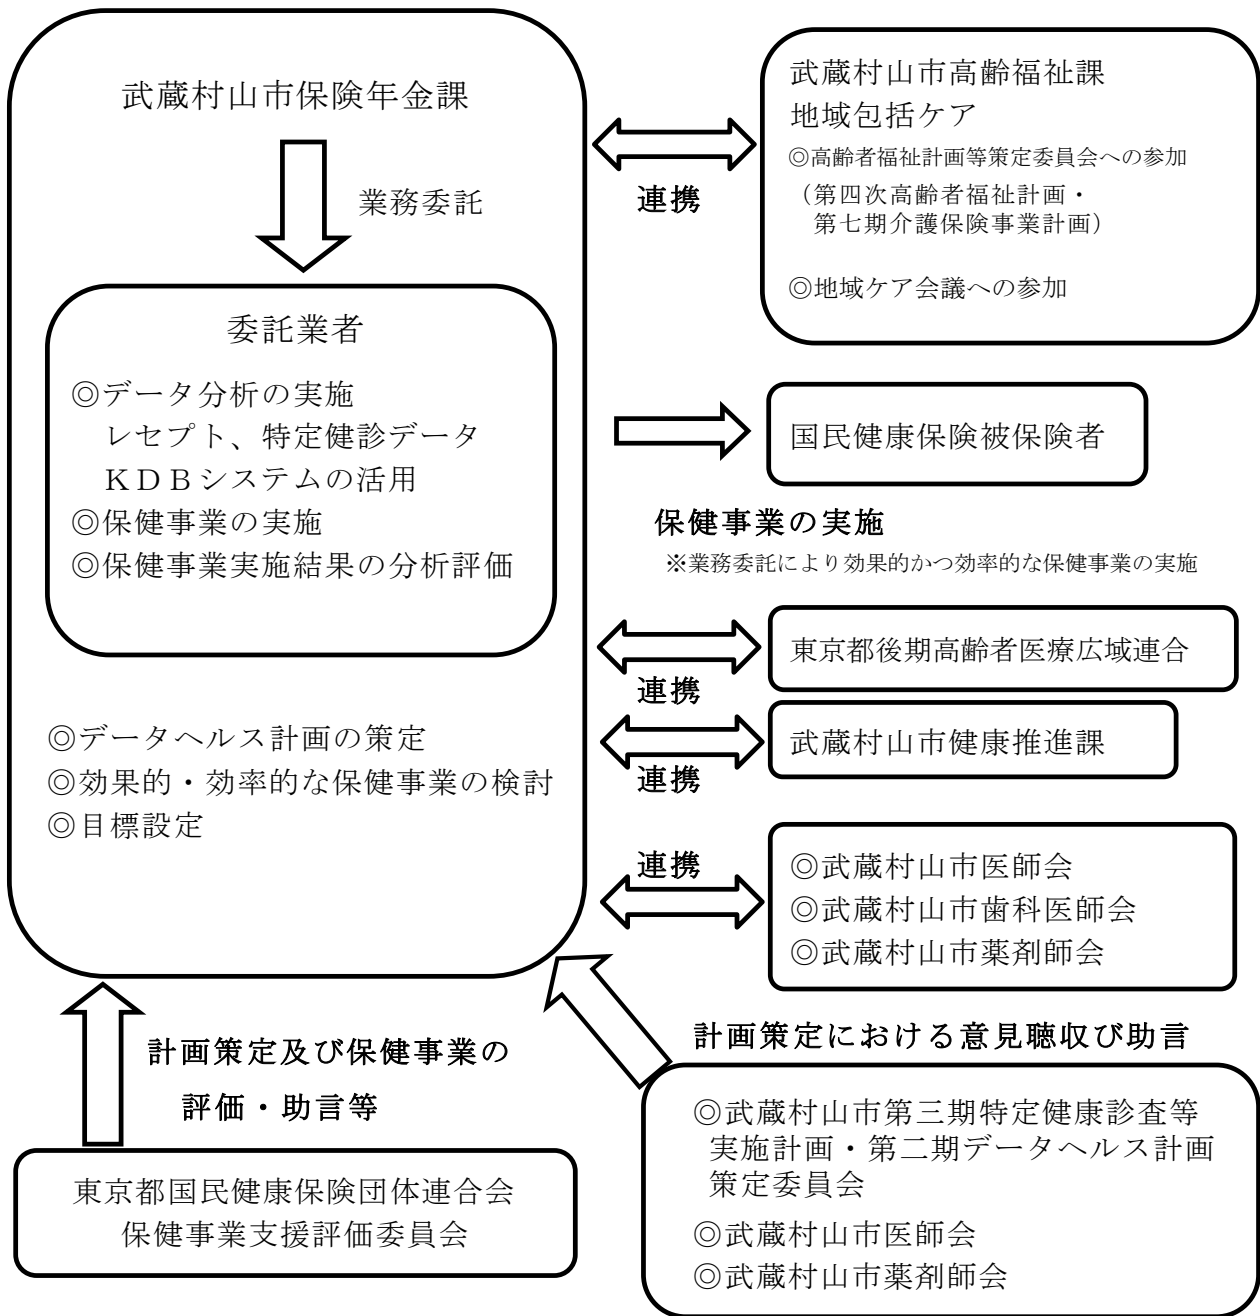 武蔵村山市保険年金課
業務委託
委託業者
◎データ分析の実施
レセプト、特定健診データ
ＫＤＢシステムの活用
◎保健事業の実施
◎保健事業実施結果の分析評価
◎データヘルス計画の策定
◎効果的・効率的な保健事業の検討
◎目標設定
連携
武蔵村山市高齢福祉課
地域包括ケア
◎高齢者福祉計画等策定委員会への参加
（第四次高齢者福祉計画・
第七期介護保険事業計画）
◎地域ケア会議への参加
国民健康保険被保険者
保健事業の実施
※業務委託により効果的かつ効率的な保健事業の実施
東京都後期高齢者医療広域連合
連携
武蔵村山市健康推進課
連携
連携
◎武蔵村山市医師会
◎武蔵村山市歯科医師会
◎武蔵村山市薬剤師会
計画策定及び保健事業の
評価・助言等
東京都国民健康保険団体連合会
保健事業支援評価委員会
計画策定における意見聴収び助言
◎武蔵村山市第三期特定健康診査等
実施計画・第二期データヘルス計画
策定委員会
◎武蔵村山市医師会
◎武蔵村山市薬剤師会